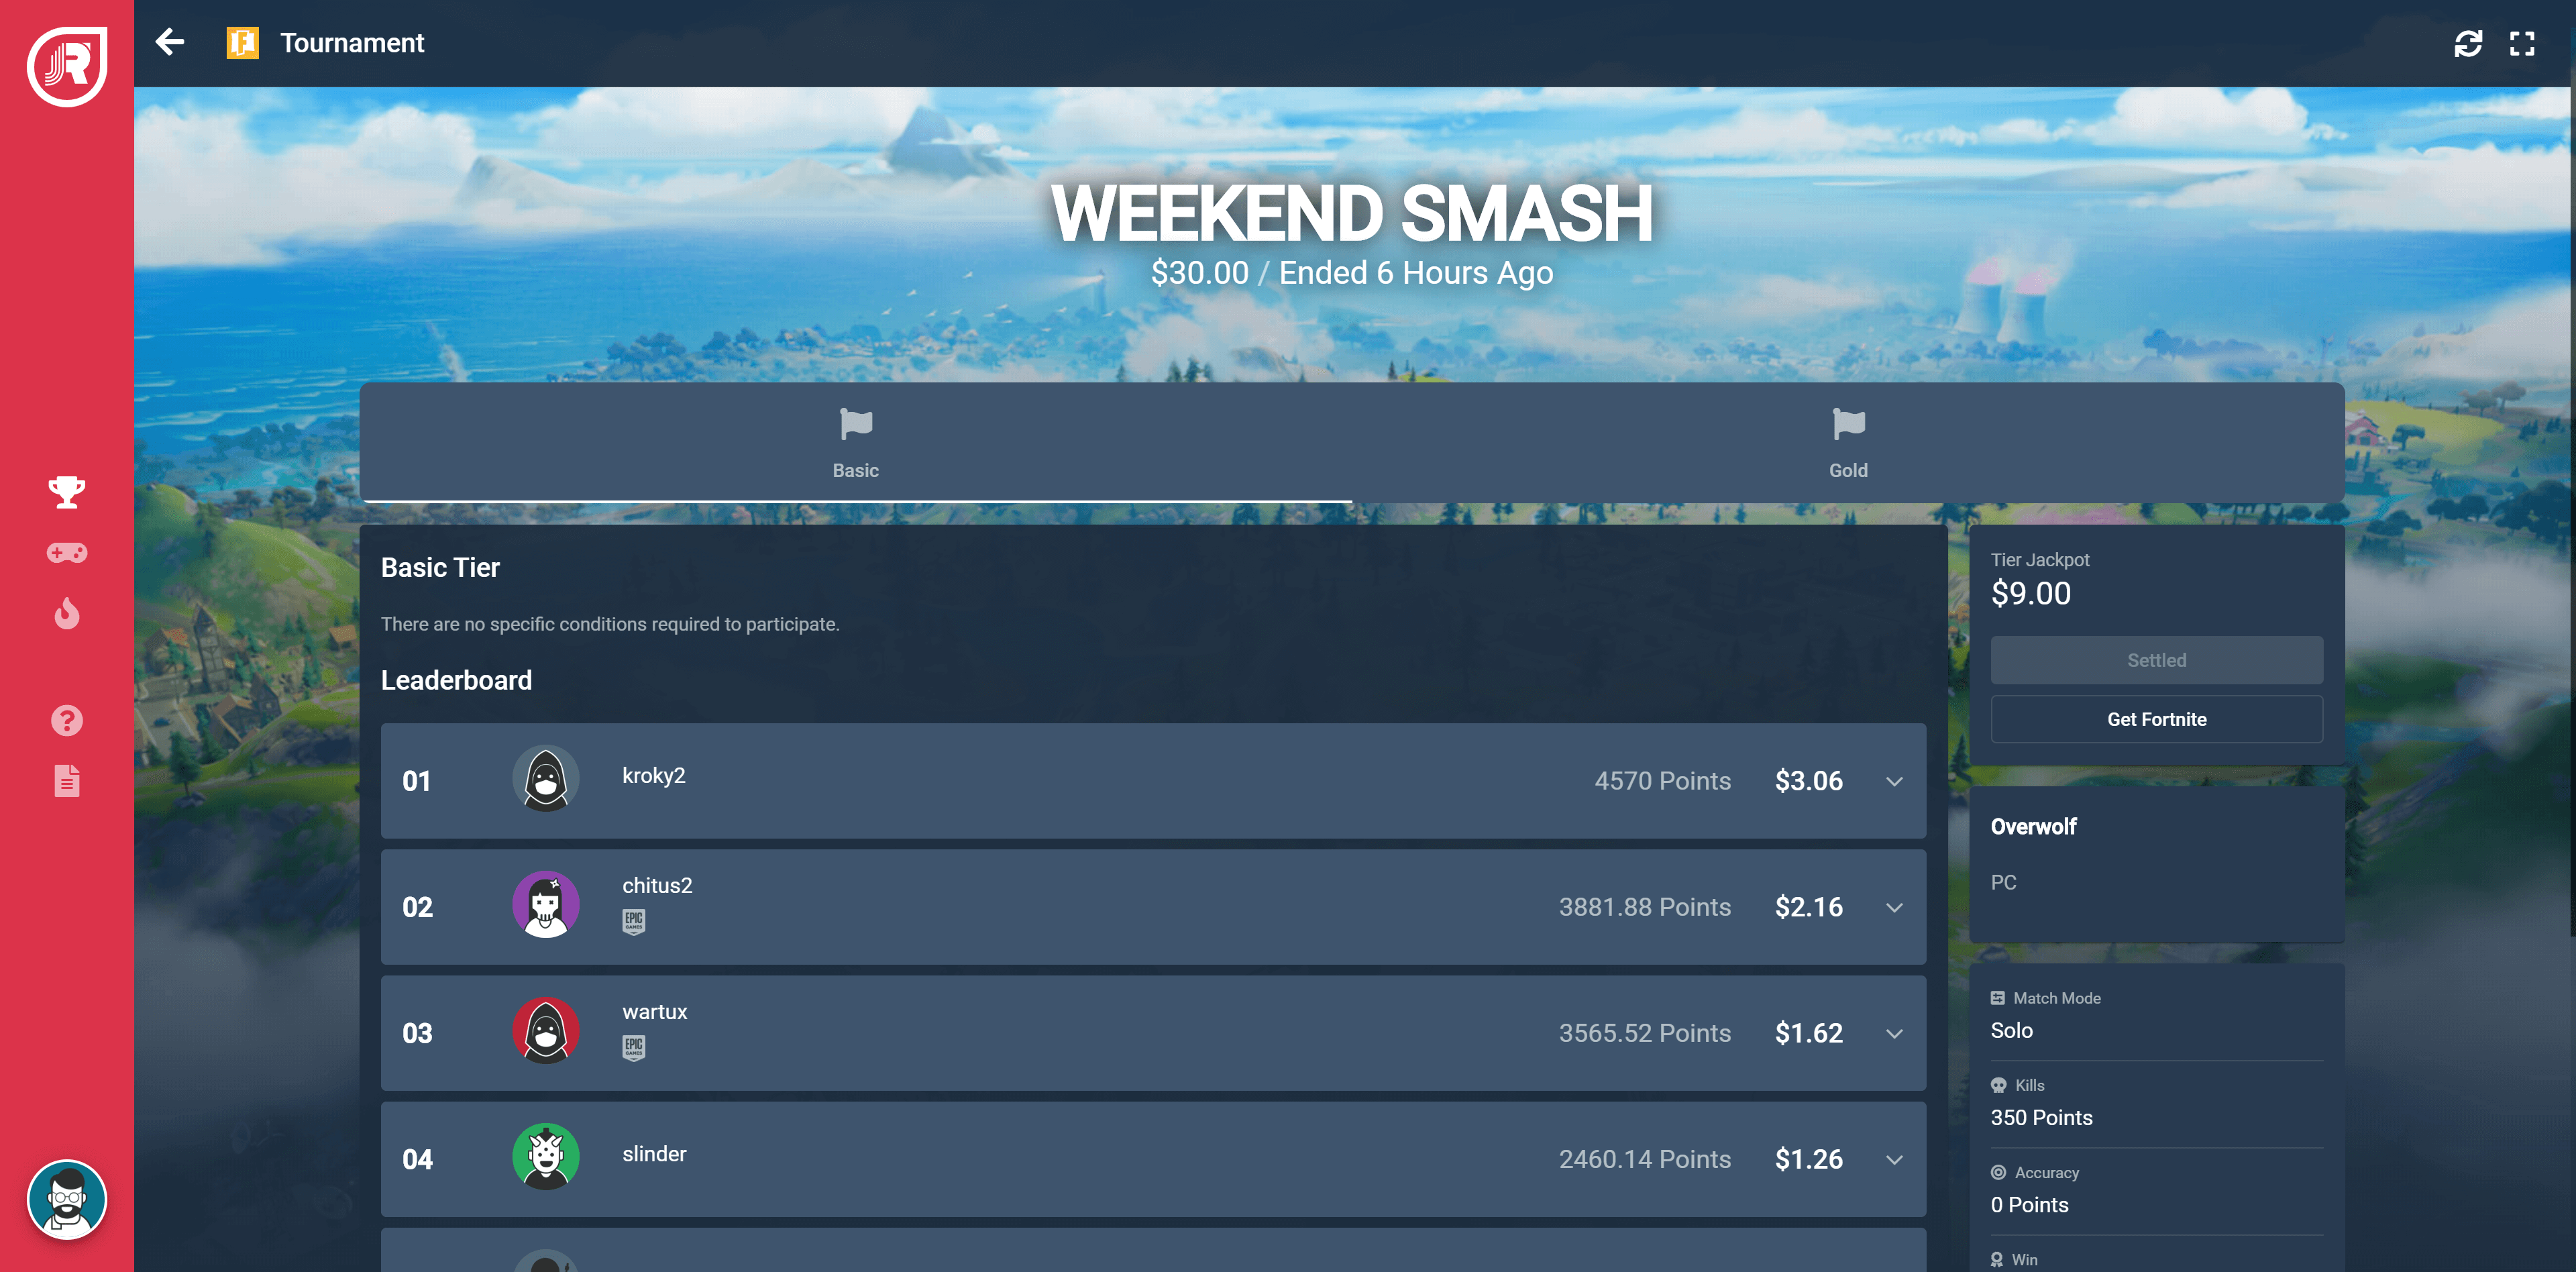 Tournament
WEEKEND SMASH
$30.00 / Ended 6 Hours Ago
Basic
Gold
Basic Tier
There are no specific conditions required to participate.
Leaderboard
01 kroky2 4570 Points $3.06
02 chitus2 3881.88 Points $2.16
EPIC GAMES
03 wartux 3565.52 Points $1.62
EPIC GAMES
04 slinder 2460.14 Points $1.26
Tier Jackpot
$9.00
Settled
Get Fortnite
Overwolf
PC
Match Mode
Solo
Kills
350 Points
Accuracy
0 Points
Win